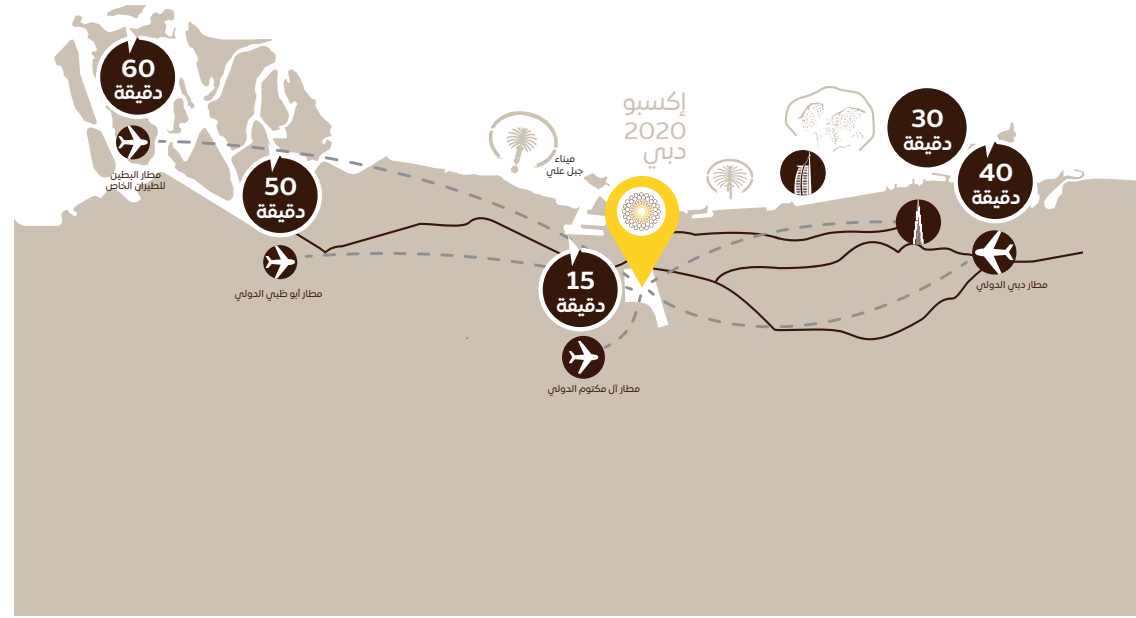 60
دقيقة
مطار البطين
للطيران الخاص
50
دقيقة
مطار أبو ظبي الدولي
ميناء
جبل علي
إكسبو
2020
دبي
15
دقيقة
مطار آل مكتوم الدولي
30
دقيقة
40
دقيقة
مطار دبي الدولي